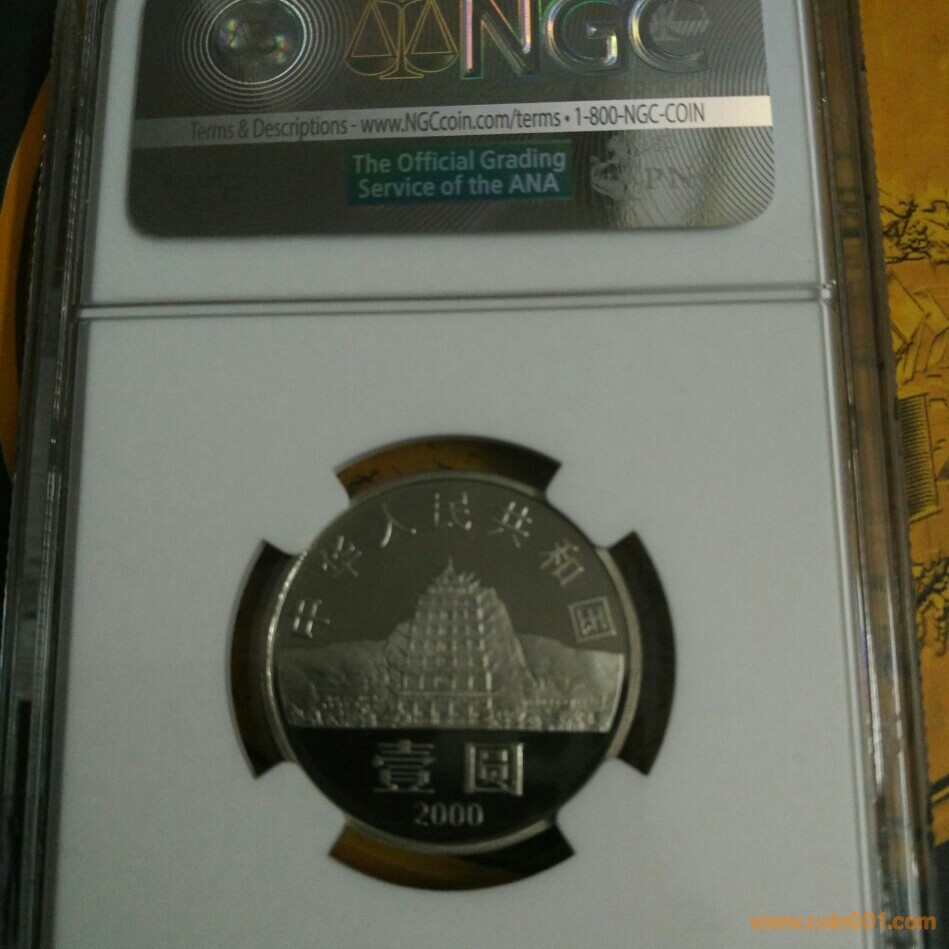 NGC
Terms & Descriptions - www.NGCcoin.com/terms • 1-800-NGC-COIN
The Official Grading
Service of the ANA
PN
中华人民共和国
壹圆
2000
www.coin001.com